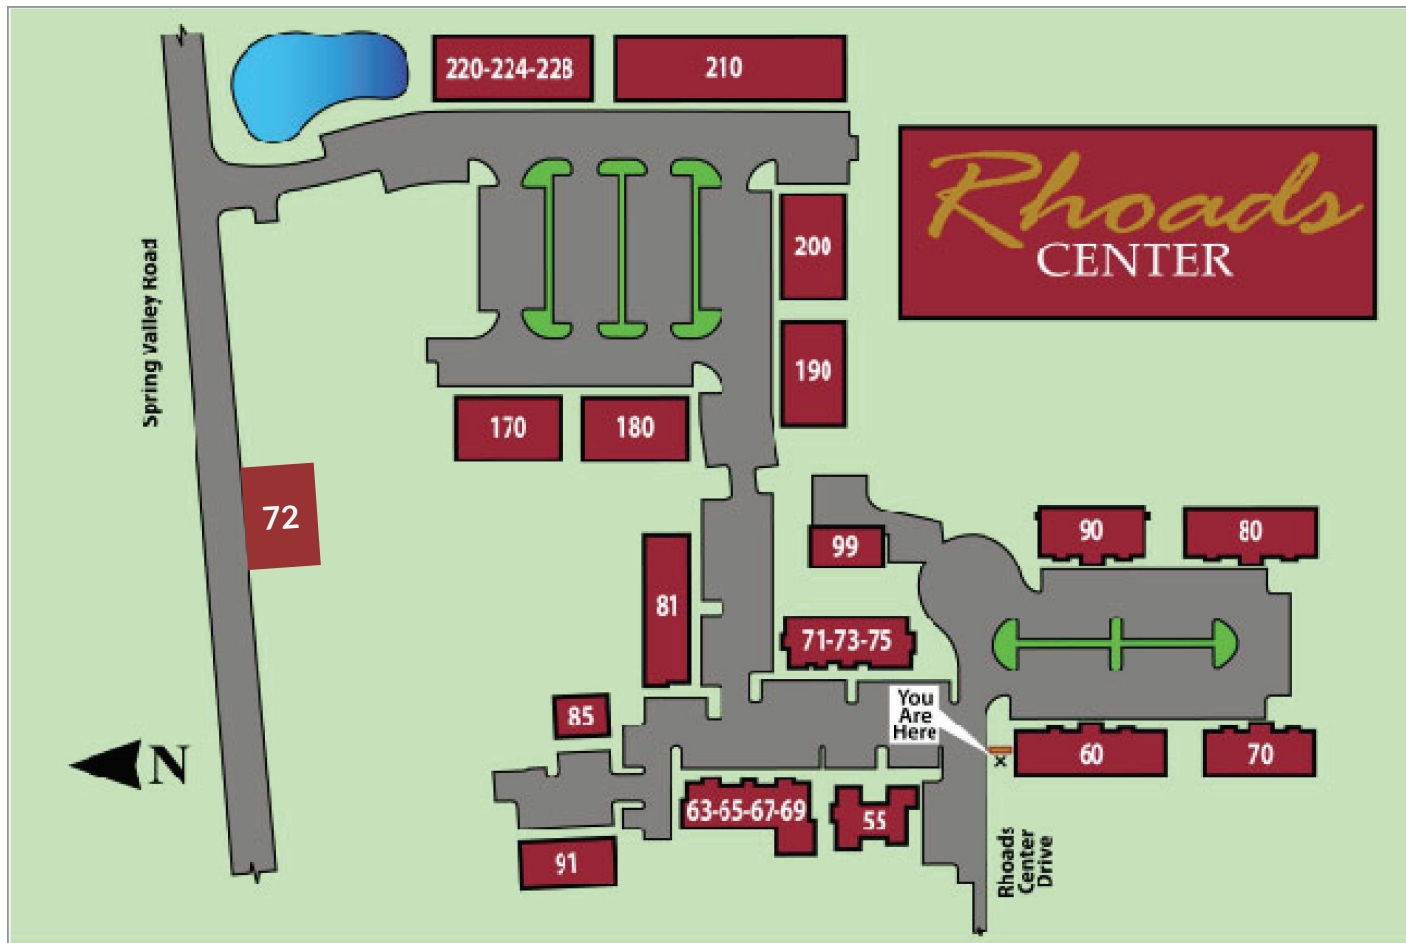 220-224-228
210
Rhoads
CENTER
200
Spring Valley Road
190
170
180
72
90
80
99
81
71-73-75
You
Are
Here
85
N
60
70
x
63-65-67-69
55
91
Rhoads
Center
Drive